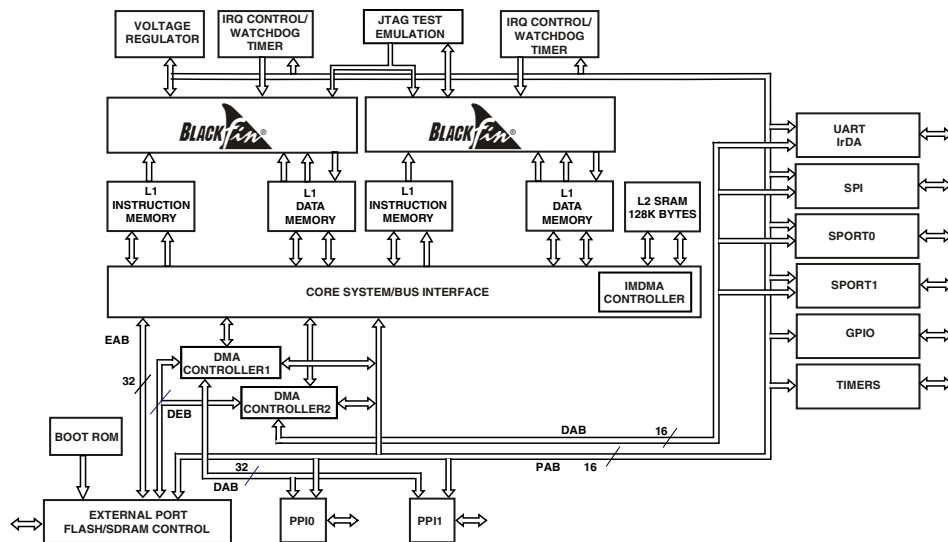 VOLTAGE
REGULATOR
IRQ CONTROL/
WATCHDOG
TIMER
JTAG TEST
EMULATION
IRQ CONTROL/
WATCHDOG
TIMER
BLACKfin®
BLACKfin®
L1
INSTRUCTION
MEMORY
L1
DATA
MEMORY
L1
INSTRUCTION
MEMORY
L1
DATA
MEMORY
L2 SRAM
128K BYTES
CORE SYSTEM/BUS INTERFACE
IMDMA
CONTROLLER
UART
IrDA
SPI
SPORT0
SPORT1
GPIO
TIMERS
EAB
32
DMA
CONTROLLER1
DEB
DMA
CONTROLLER2
BOOT ROM
DAB
16
PAB
16
32
DAB
EXTERNAL PORT
FLASH/SDRAM CONTROL
PPI0
PPI1